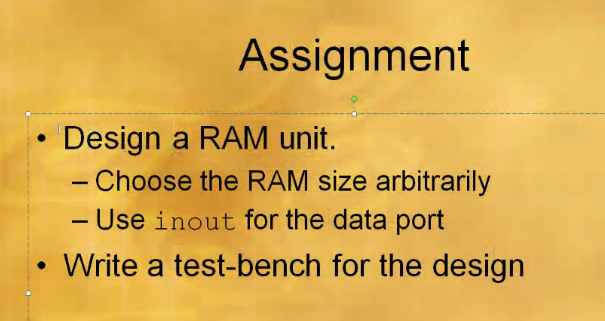 Assignment
• Design a RAM unit.
– Choose the RAM size arbitrarily
– Use inout for the data port
• Write a test-bench for the design